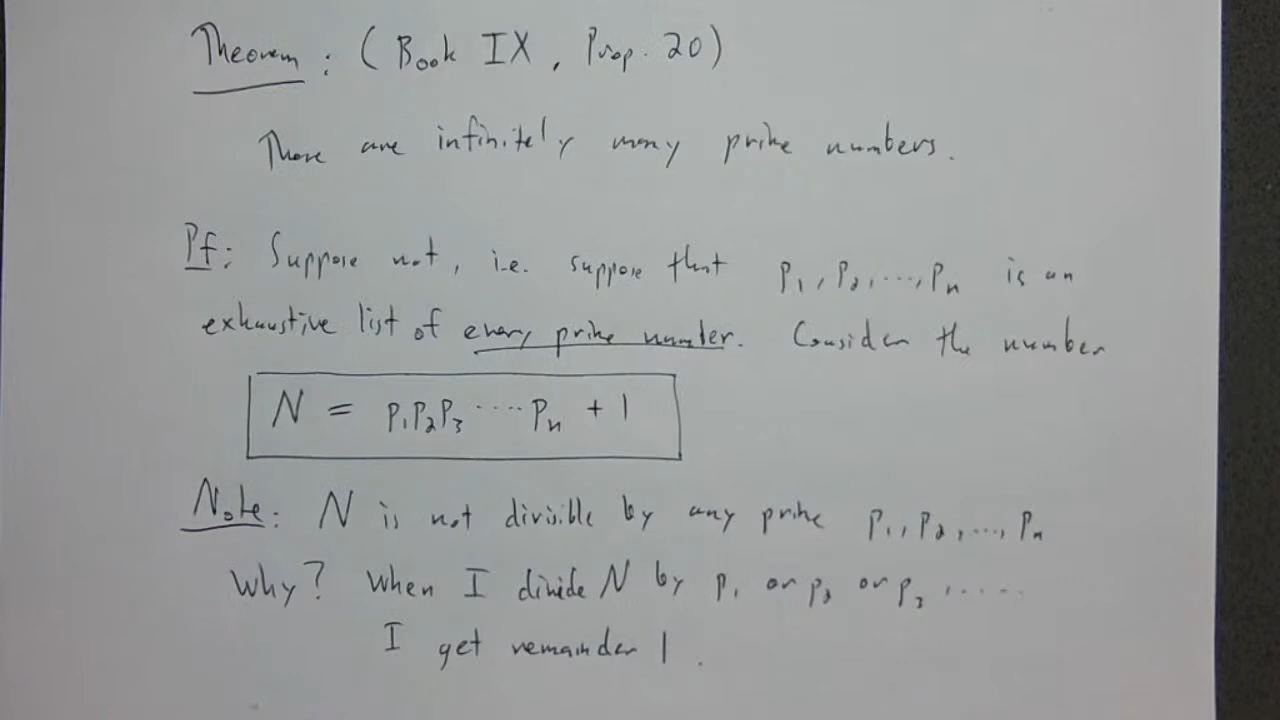 Theorem: (Book IX, Prop. 20)
There are infinitely many prime numbers.
Pf: Suppose not, i.e. suppose that p₁, p₂, ..., pₙ is an
exhaustive list of every prime number. Consider the number
N = p₁p₂p₃ ···· pₙ + 1
Note: N is not divisible by any prime p₁, p₂, ..., pₙ
Why? When I divide N by p₁ or p₂ or p₃ .....
I get remainder 1.